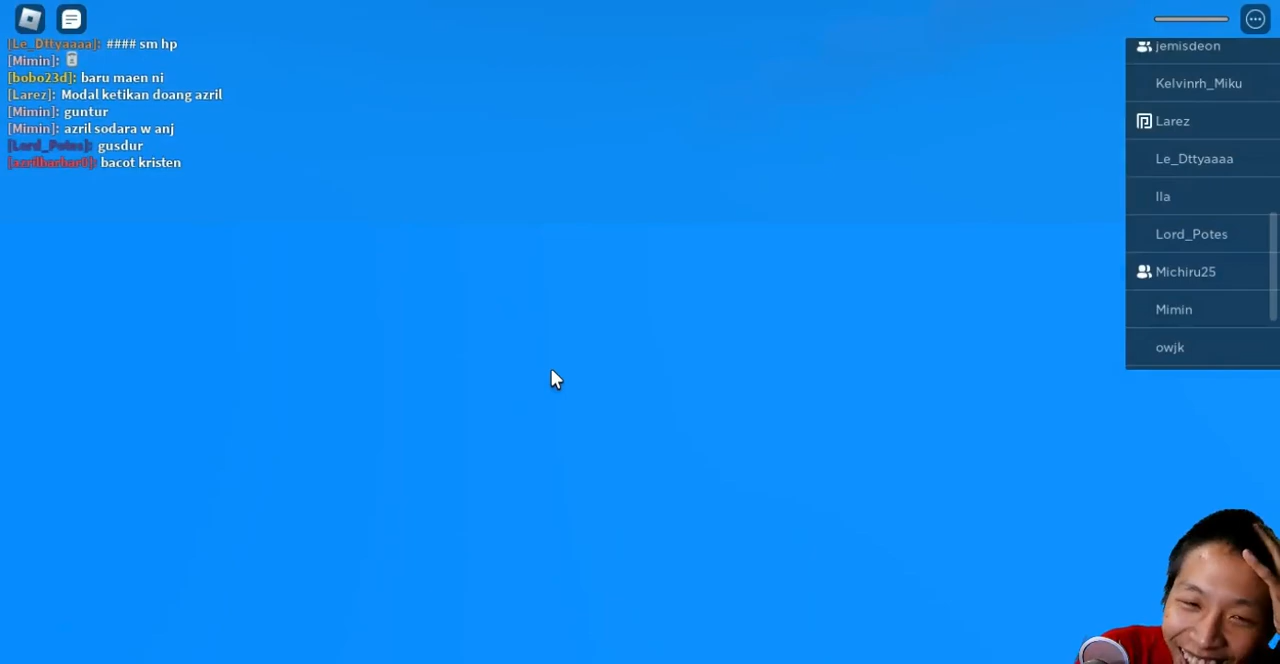 [Le_Dttyaaaa]: #### sm hp
[Mimin]:
[bobo23d]: baru maen ni
[Larez]: Modal ketikan doang azril
[Mimin]: guntur
[Mimin]: azril sodara w anj
[Lord_Potes]: gusdur
bacot kristen
jemisdeon
Kelvinrh_Miku
Larez
Le_Dttyaaaa
Lord_Potes
Michiru25
Mimin
owjk